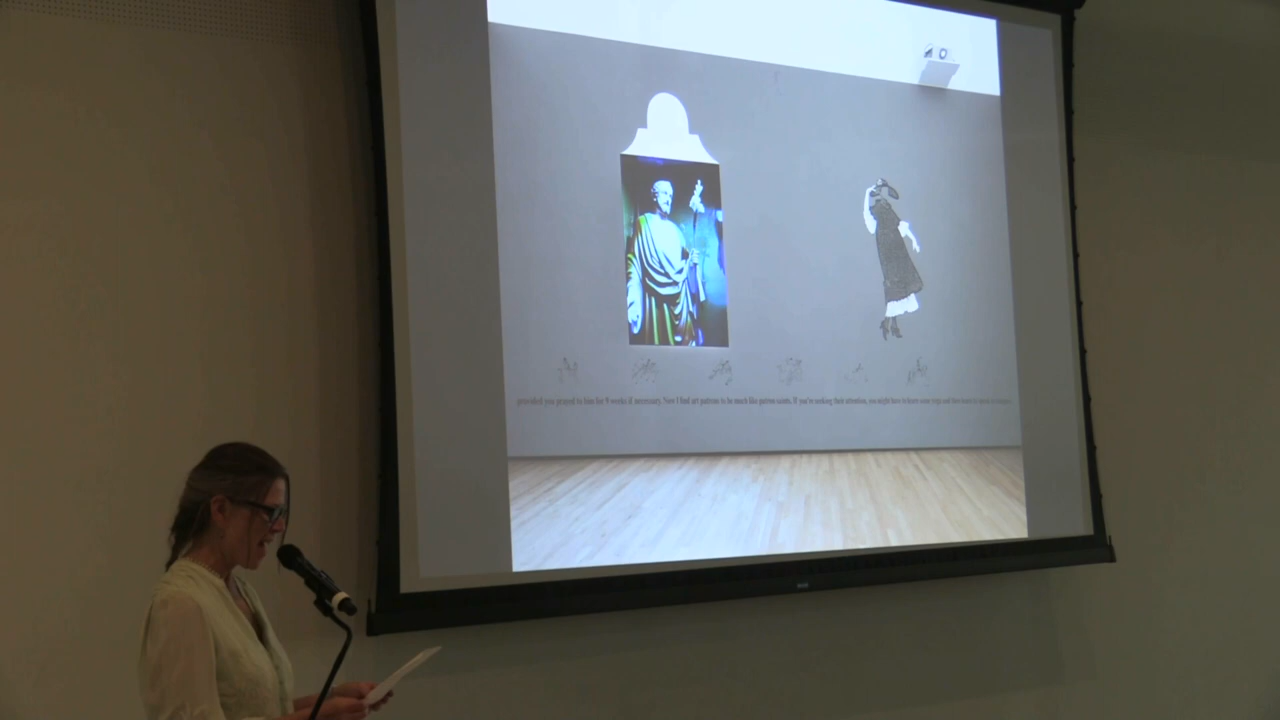 provided you prayed to him for 9 weeks if necessary. Now I find art patrons to be much like patron saints. If you're seeking their attention, you might have to